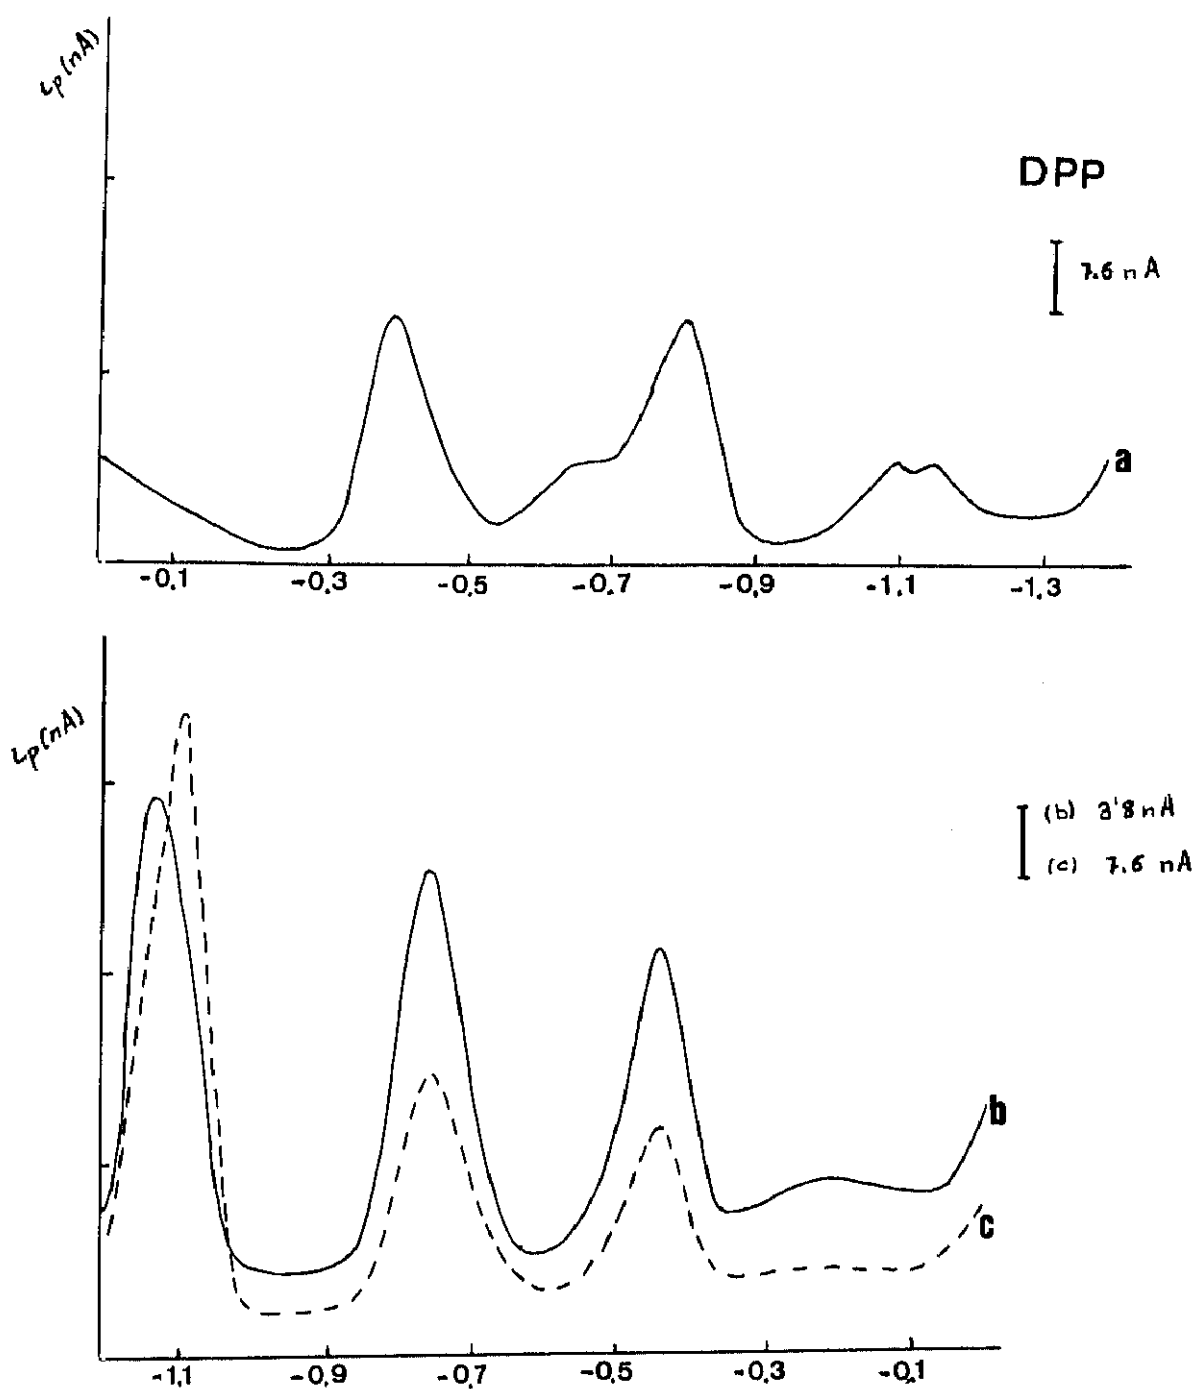 ip(nA)
DPP
7.6 nA
a
-0.1 -0.3 -0.5 -0.7 -0.9 -1.1 -1.3
ip(nA)
(b) 3'8 nA
(c) 7.6 nA
b
c
-1.1 -0.9 -0.7 -0.5 -0.3 -0.1